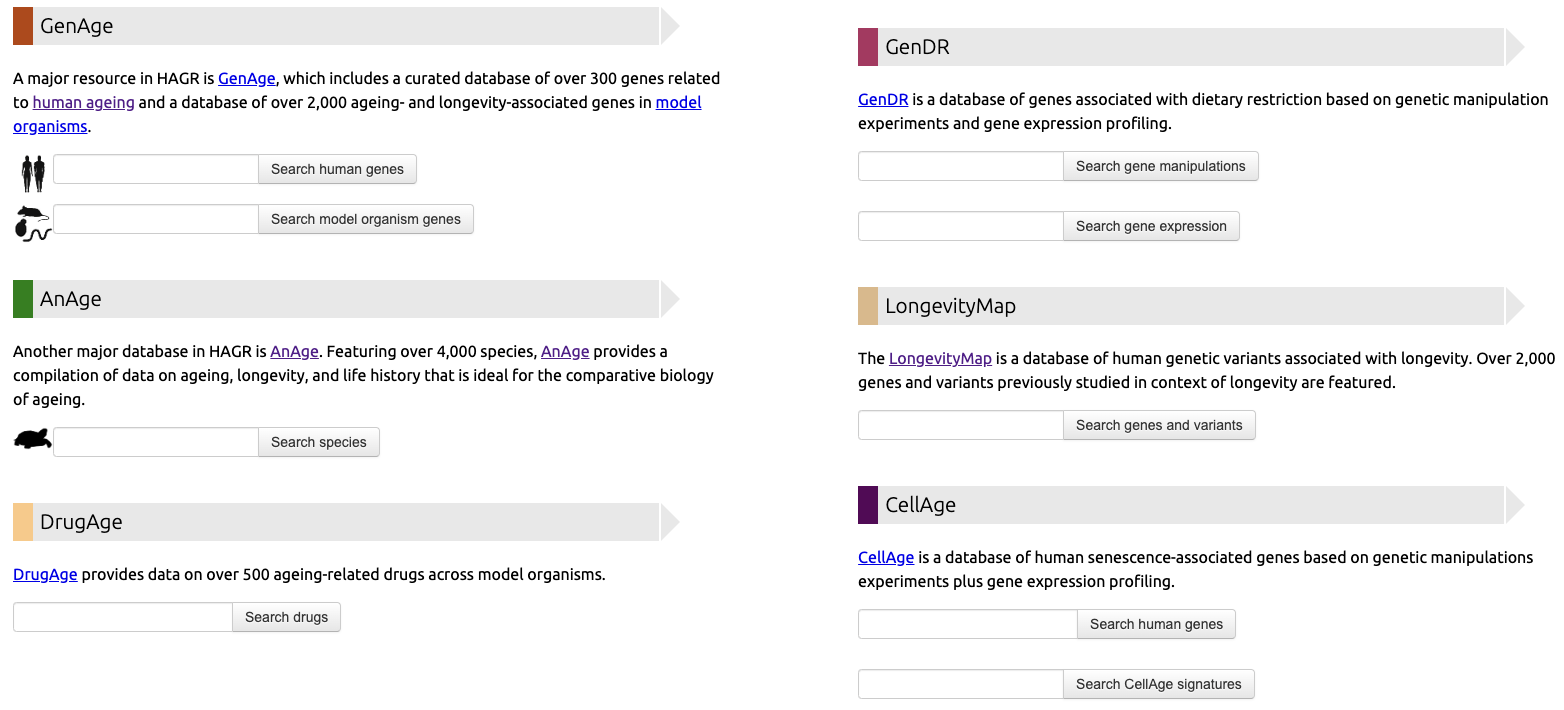 GenAge
A major resource in HAGR is GenAge, which includes a curated database of over 300 genes related
to human ageing and a database of over 2,000 ageing- and longevity-associated genes in model
organisms.
Search human genes
Search model organism genes
AnAge
Another major database in HAGR is AnAge. Featuring over 4,000 species, AnAge provides a
compilation of data on ageing, longevity, and life history that is ideal for the comparative biology
of ageing.
Search species
DrugAge
DrugAge provides data on over 500 ageing-related drugs across model organisms.
Search drugs
GenDR
GenDR is a database of genes associated with dietary restriction based on genetic manipulation
experiments and gene expression profiling.
Search gene manipulations
Search gene expression
LongevityMap
The LongevityMap is a database of human genetic variants associated with longevity. Over 2,000
genes and variants previously studied in context of longevity are featured.
Search genes and variants
CellAge
CellAge is a database of human senescence-associated genes based on genetic manipulations
experiments plus gene expression profiling.
Search human genes
Search CellAge signatures